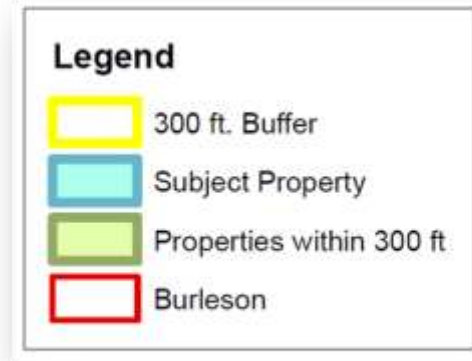 Legend
300 ft. Buffer
Subject Property
Properties within 300 ft
Burleson